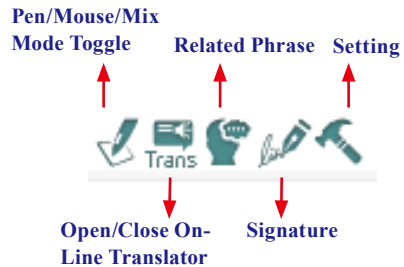 Pen/Mouse/Mix
Mode Toggle
Related Phrase
Setting
Trans
Open/Close On-
Line Translator
Signature